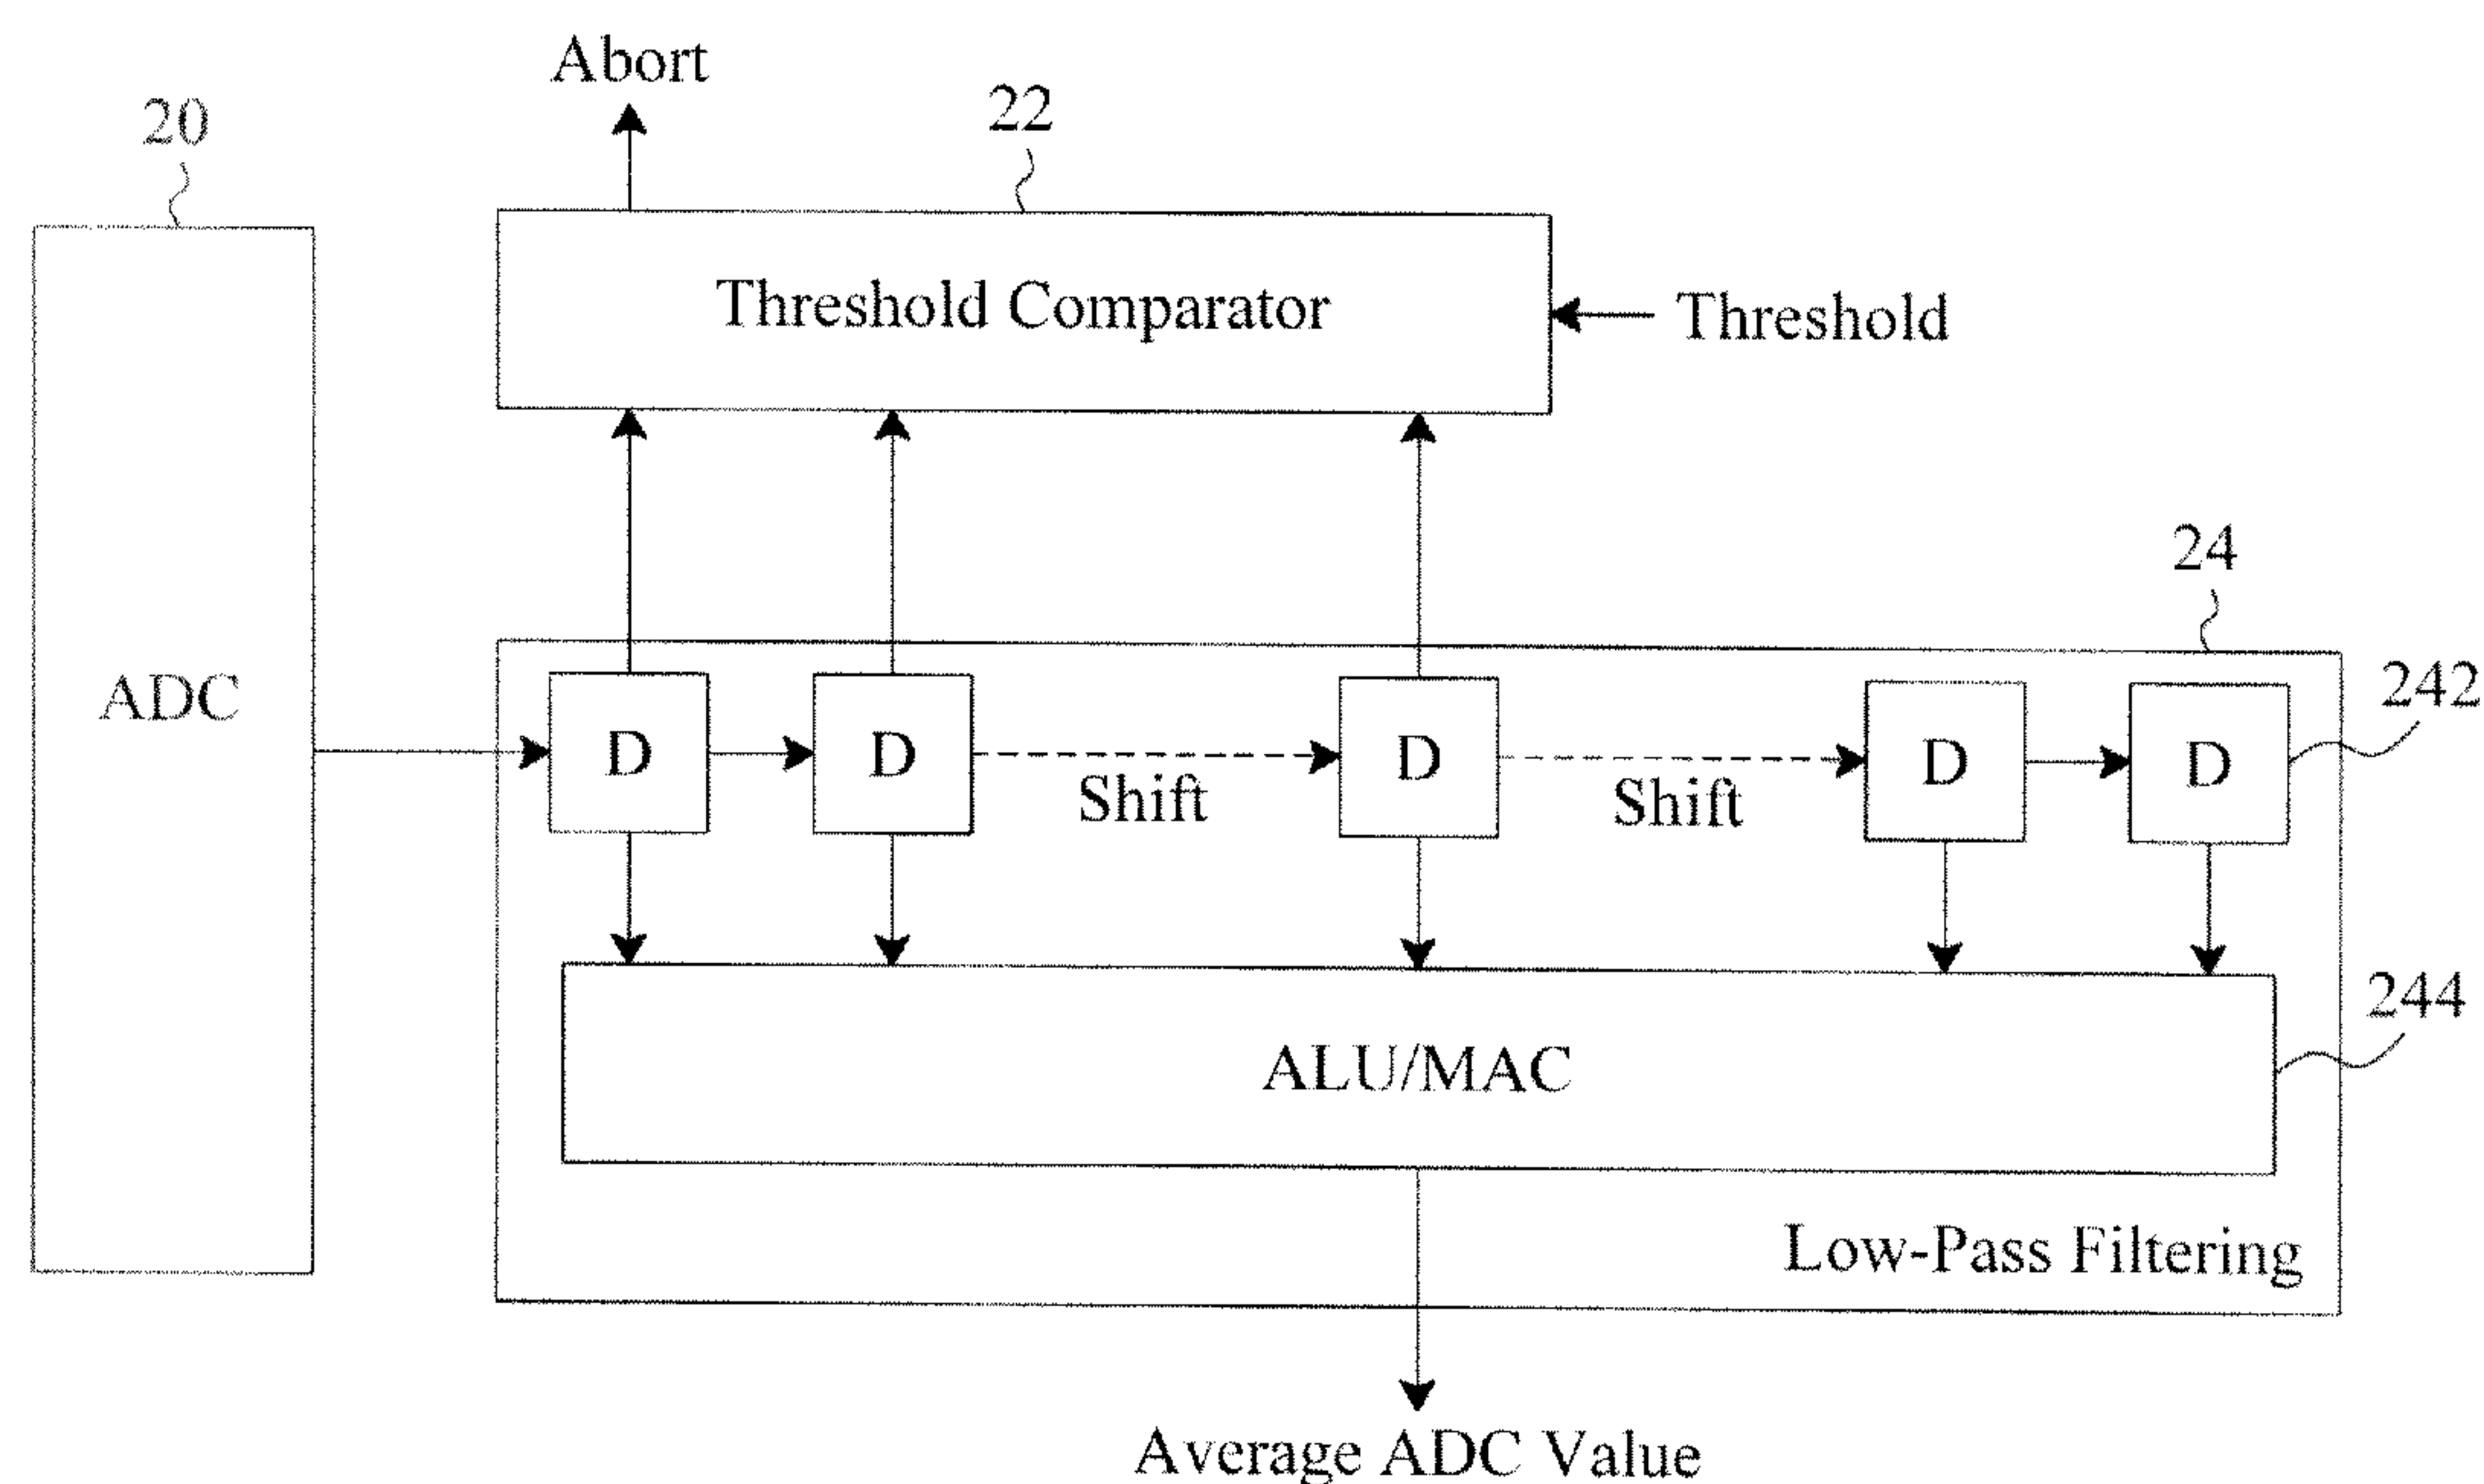 Abort
20
22
Threshold Comparator
Threshold
24
ADC
D
D
Shift
D
Shift
D
D
242
ALU/MAC
244
Low-Pass Filtering
Average ADC Value